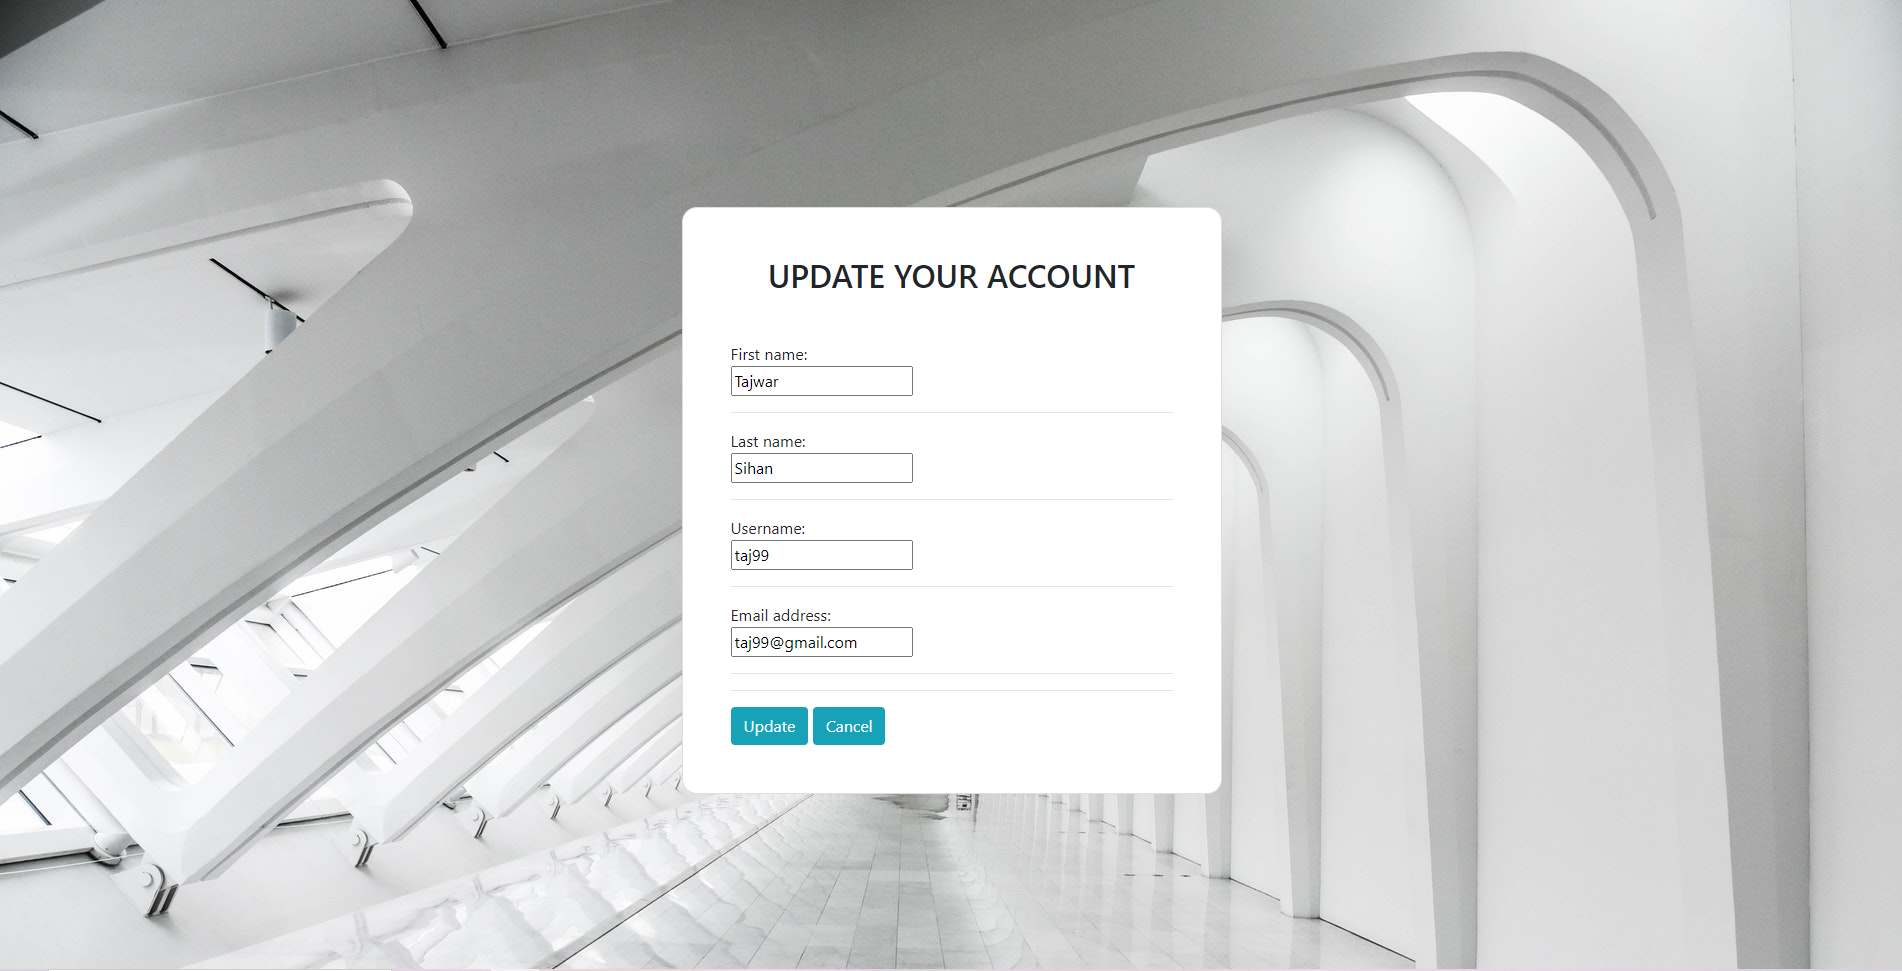 UPDATE YOUR ACCOUNT
First name:
Tajwar
Last name:
Sihan
Username:
taj99
Email address:
taj99@gmail.com
Update Cancel